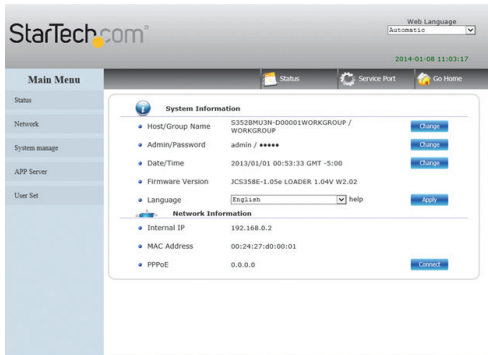 StarTech.com
Web Language
Automatic
2014-01-08 11:03:17
Main Menu
Status
Service Port
Go Home
Status
Network
System manage
APP Server
User Set
System Information
Host/Group Name
S352BMU3N-D00001WORKGROUP /
WORKGROUP
Change
Admin/Password
admin / •••••
Change
Date/Time
2013/01/01 00:53:33 GMT -5:00
Change
Firmware Version
JCS358E-1.05e LOADER 1.04V W2.02
Language
English
help
Apply
Network Information
Internal IP
192.168.0.2
MAC Address
00:24:27:d0:00:01
PPPoE
0.0.0.0
Connect